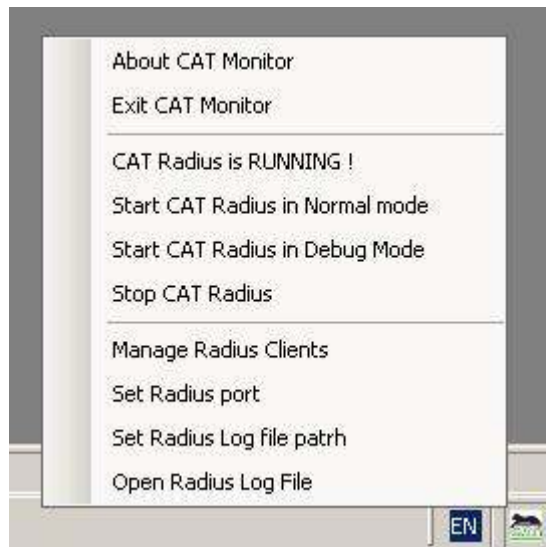 About CAT Monitor
Exit CAT Monitor
CAT Radius is RUNNING !
Start CAT Radius in Normal mode
Start CAT Radius in Debug Mode
Stop CAT Radius
Manage Radius Clients
Set Radius port
Set Radius Log file patrh
Open Radius Log File
EN